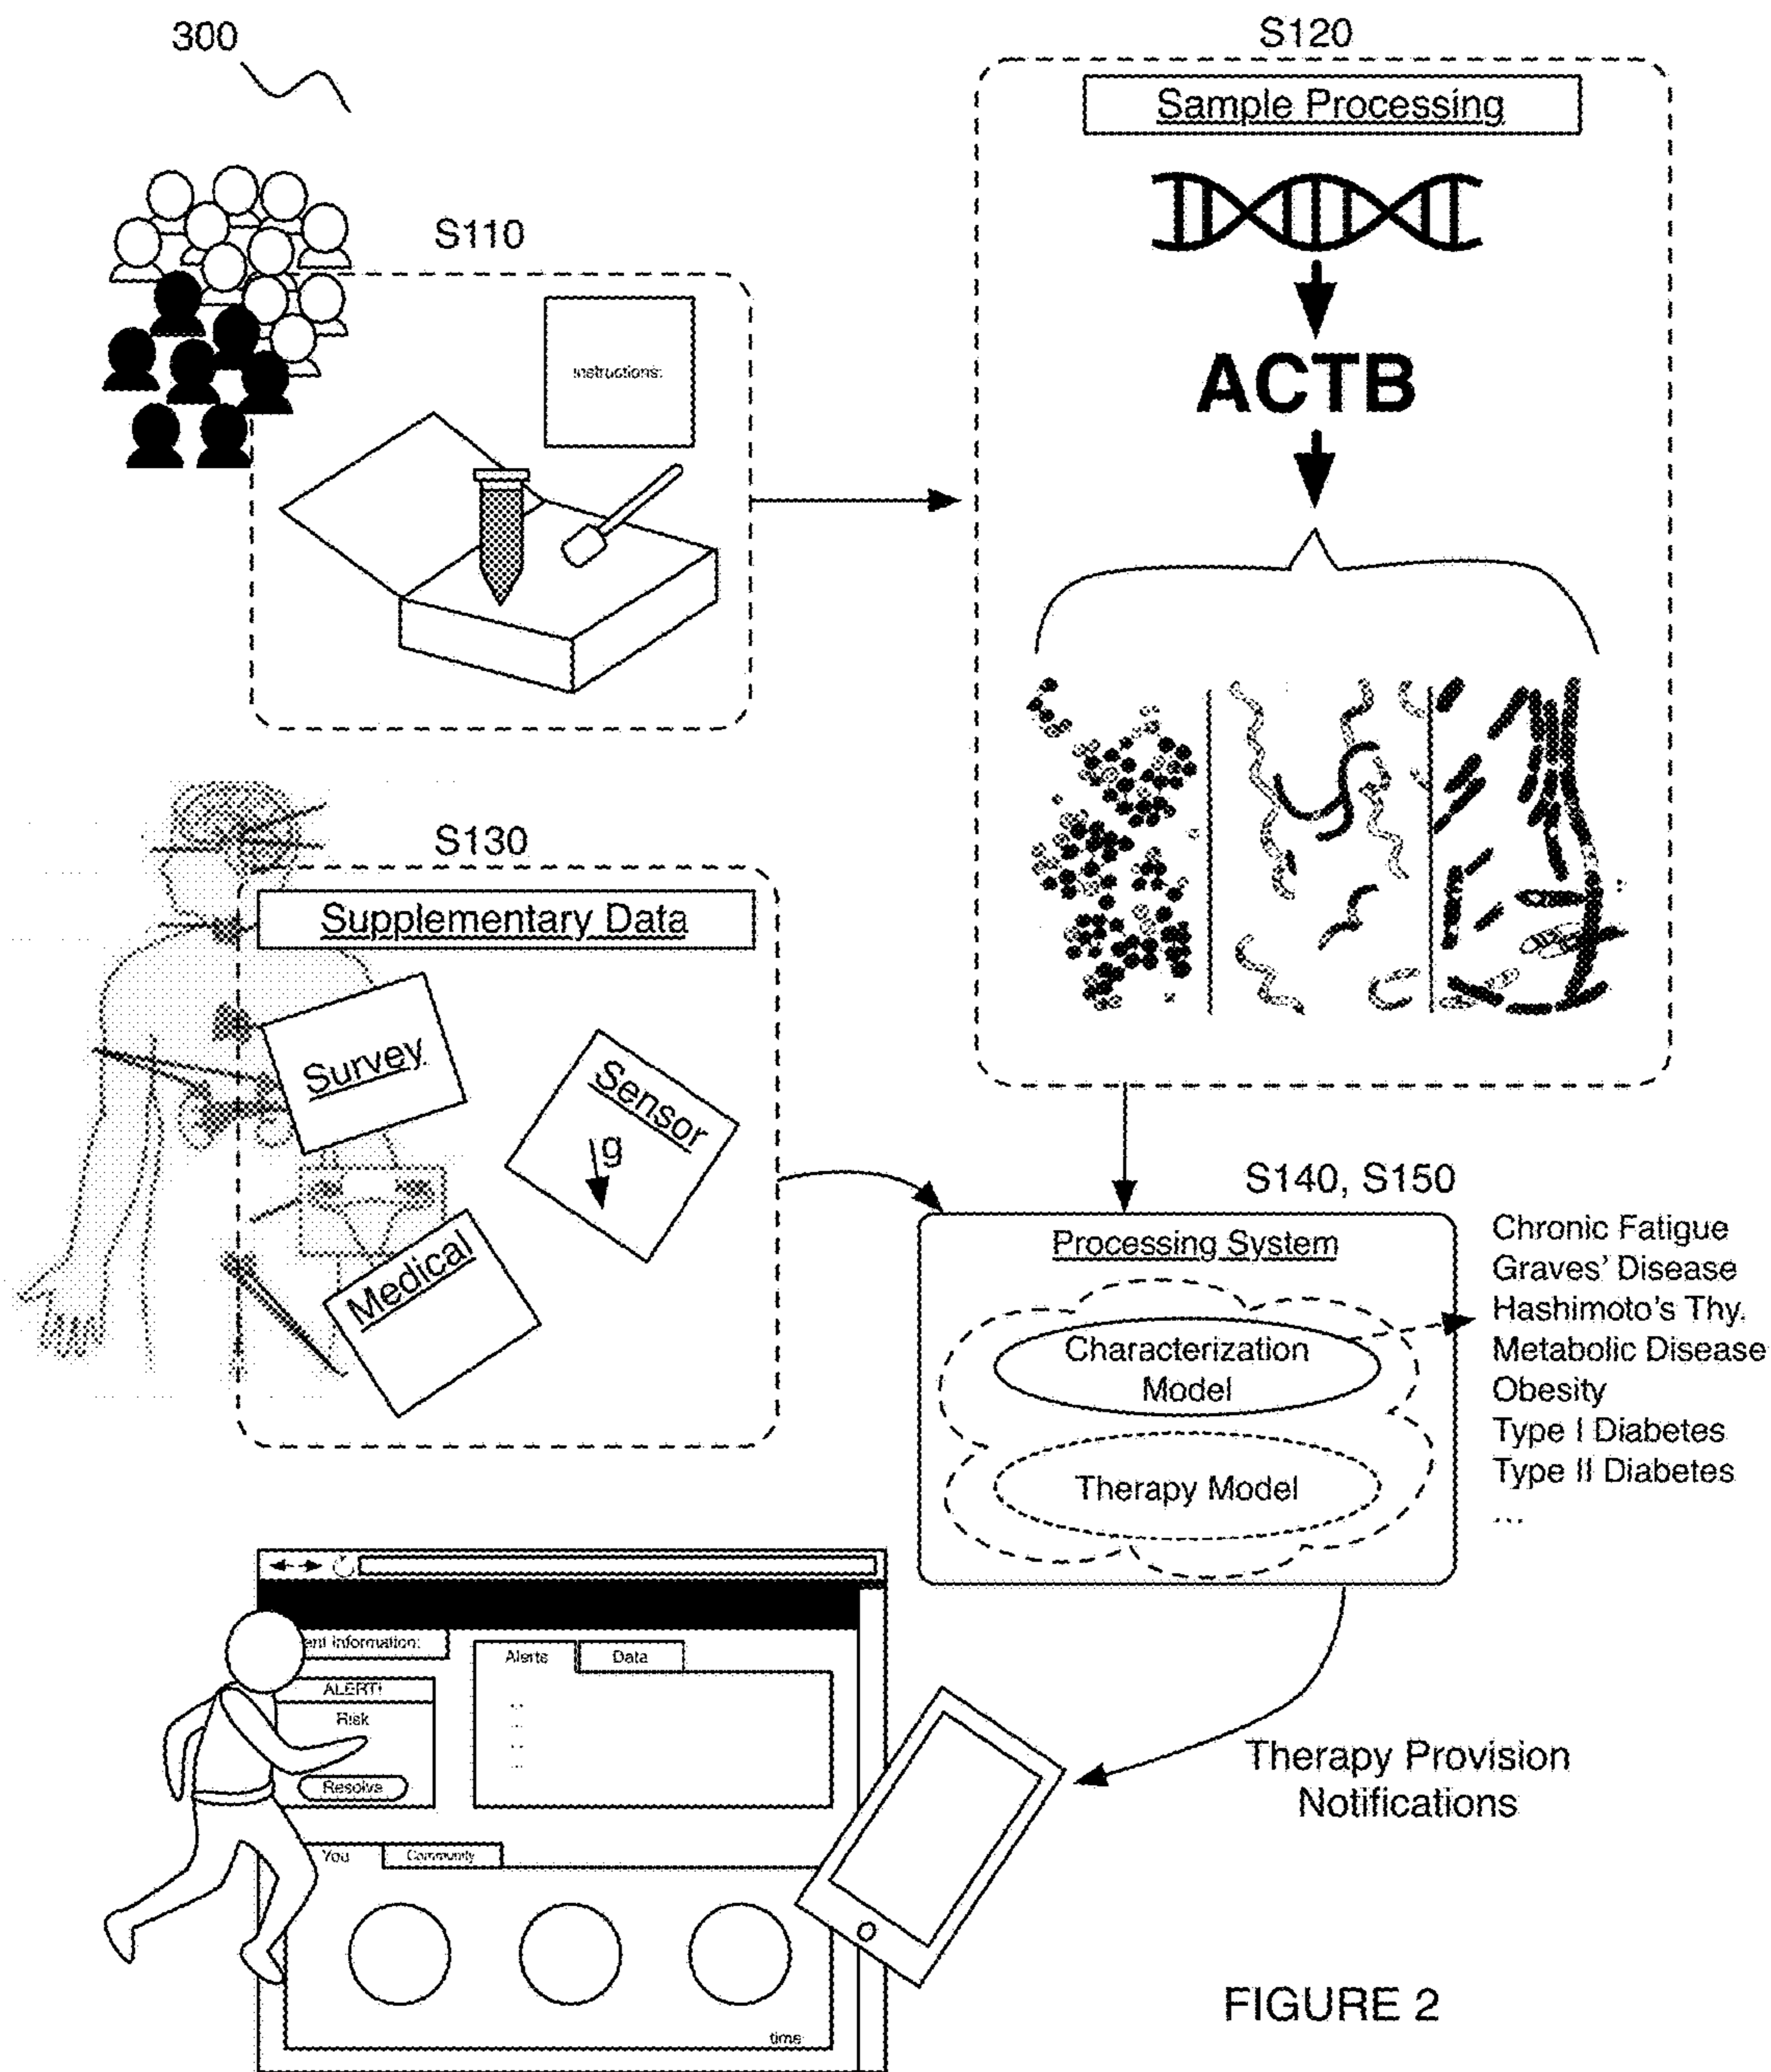 300
S120
Sample Processing
S110
Instructions:
ACTB
S130
Supplementary Data
Survey
Sensor
g
Medical
S140, S150
Processing System
Characterization
Model
Therapy Model
Chronic Fatigue
Graves' Disease
Hashimoto's Thy.
Metabolic Disease
Obesity
Type I Diabetes
Type II Diabetes
...
ent Information:
ALERT!
Risk
Resolve
Alerts
Data
...
...
...
...
You
Community
time
Therapy Provision
Notifications
FIGURE 2